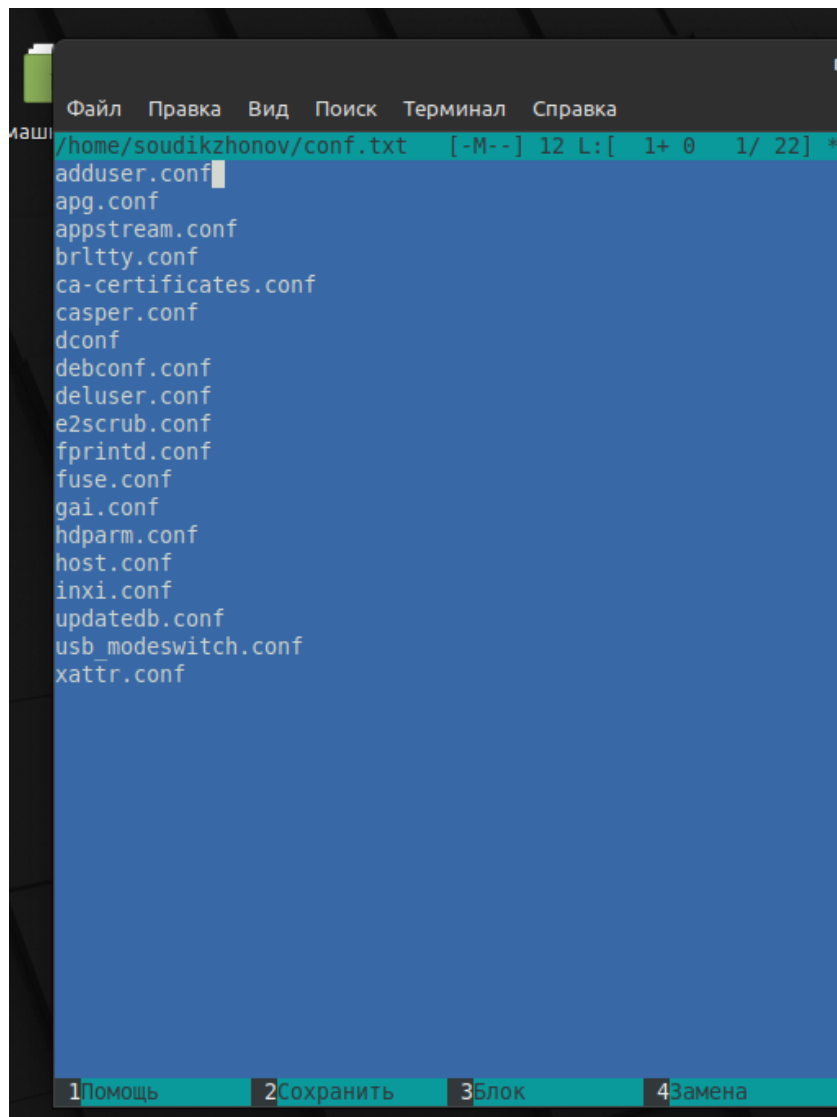 Файл Правка Вид Поиск Терминал Справка
/home/soudikzhonov/conf.txt [-M--] 12 L:[ 1+ 0 1/ 22] *
adduser.conf
apg.conf
appstream.conf
brltty.conf
ca-certificates.conf
casper.conf
dconf
debconf.conf
deluser.conf
e2scrub.conf
fprintd.conf
fuse.conf
gai.conf
hdparm.conf
host.conf
inxi.conf
updatedb.conf
usb_modeswitch.conf
xattr.conf
1Помощь 2Сохранить 3Блок 4Замена